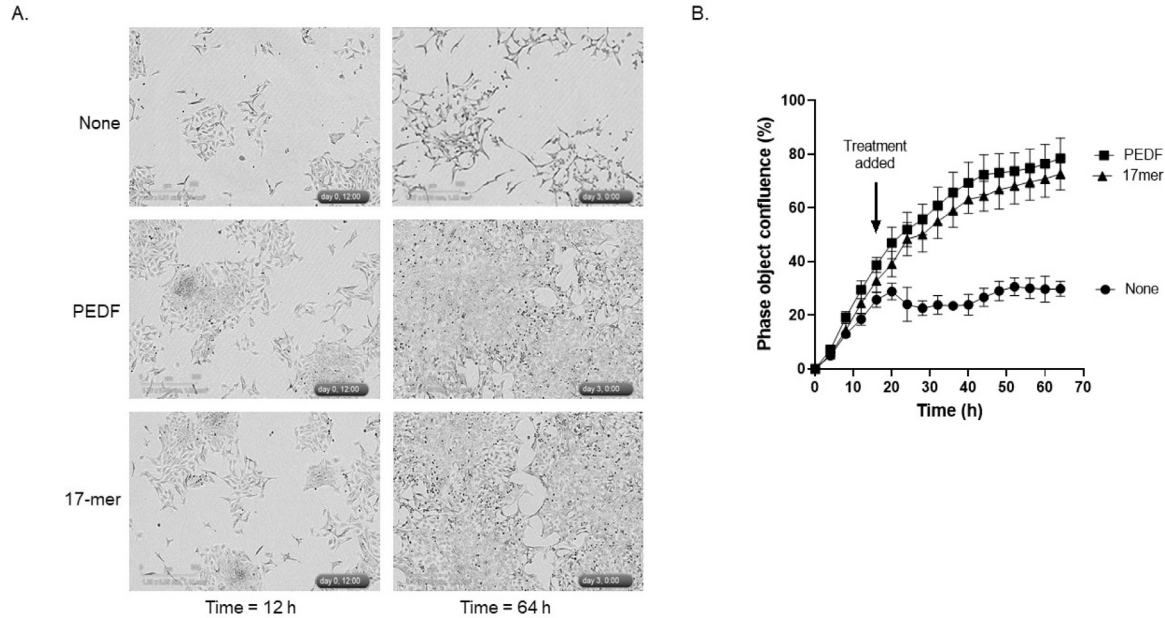 A.
None
day 0, 12:00
day 3, 0:00
PEDF
day 0, 12:00
day 3, 0:00
17-mer
day 0, 12:00
day 3, 0:00
Time = 12 h
Time = 64 h
B.
Phase object confluence (%)
100
80
60
40
20
0
Treatment
added
PEDF
17mer
None
0 10 20 30 40 50 60 70
Time (h)